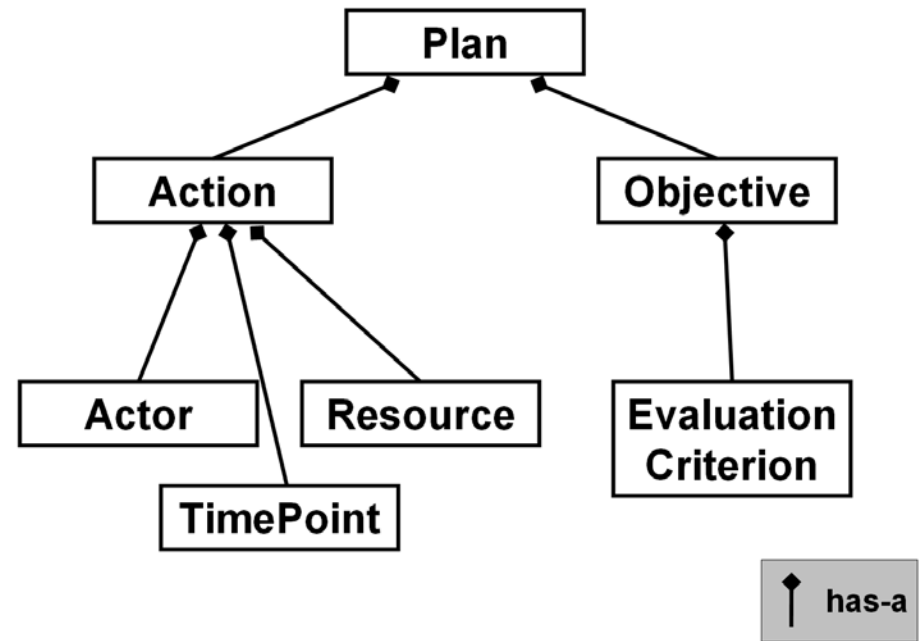 Plan
Action
Objective
Actor
Resource
Evaluation
Criterion
TimePoint
has-a